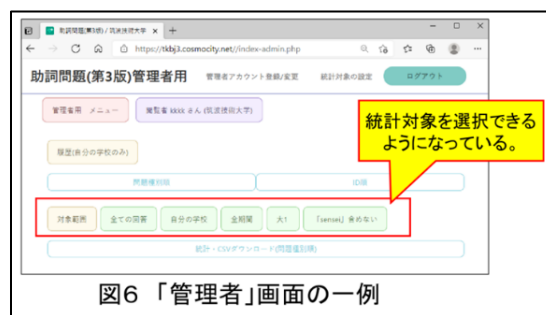 助詞問題(第3版) / 筑波技術大学
https://tkbj3.cosmocity.net/index-admin.php
助詞問題(第3版)管理者用 管理者アカウント登録/変更 統計対象の設定 ログアウト
管理者用 メニュー 閲覧者 kkkk さん (筑波技術大学)
統計対象を選択できる
ようになっている。
履歴(自分の学校のみ)
問題種別順 ID順
対象範囲 全ての回答 自分の学校 全期間 大1 「sensei」含めない
統計・CSVダウンロード(問題種別順)
図6 「管理者」画面の一例